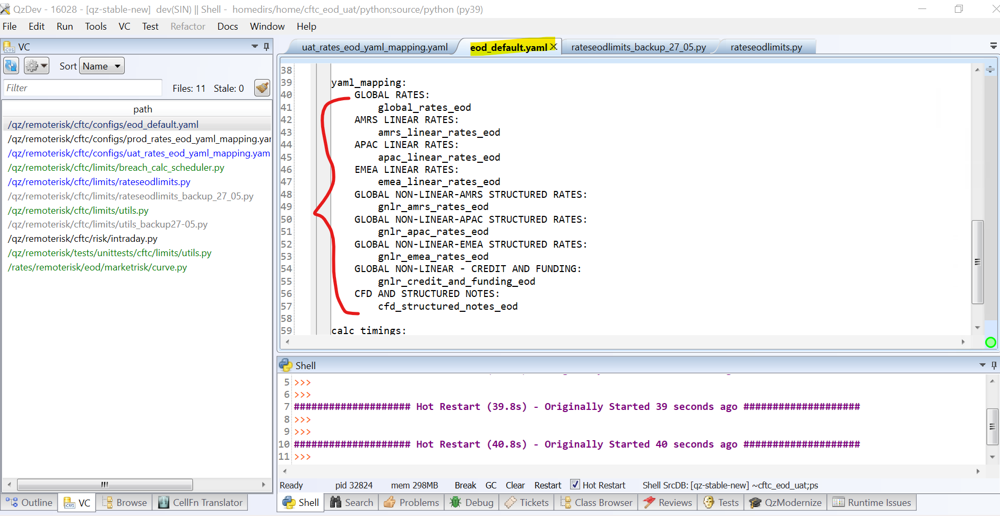 QzDev - 16028 - [qz-stable-new]  dev(SIN) || Shell -  homedirs/home/cftc_eod_uat/python;source/python (py39)
File Edit Run Tools VC Test Refactor Docs Window Help
VC
Sort Name
Filter Files: 11 Stale: 0
path
/qz/remoterisk/cftc/configs/eod_default.yaml
/qz/remoterisk/cftc/configs/prod_rates_eod_yaml_mapping.yar
/qz/remoterisk/cftc/configs/uat_rates_eod_yaml_mapping.yam
/qz/remoterisk/cftc/limits/breach_calc_scheduler.py
/qz/remoterisk/cftc/limits/rateseodlimits.py
/qz/remoterisk/cftc/limits/rateseodlimits_backup_27_05.py
/qz/remoterisk/cftc/limits/utils.py
/qz/remoterisk/cftc/limits/utils_backup27-05.py
/qz/remoterisk/cftc/risk/intraday.py
/qz/remoterisk/tests/unittests/cftc/limits/utils.py
/rates/remoterisk/eod/marketrisk/curve.py
Outline VC Browse CellFn Translator
uat_rates_eod_yaml_mapping.yaml eod_default.yaml rateseodlimits_backup_27_05.py rateseodlimits.py
38
39 yaml_mapping:
40     GLOBAL RATES:
41         global_rates_eod
42     AMRS LINEAR RATES:
43         amrs_linear_rates_eod
44     APAC LINEAR RATES:
45         apac_linear_rates_eod
46     EMEA LINEAR RATES:
47         emea_linear_rates_eod
48     GLOBAL NON-LINEAR-AMRS STRUCTURED RATES:
49         gnlr_amrs_rates_eod
50     GLOBAL NON-LINEAR-APAC STRUCTURED RATES:
51         gnlr_apac_rates_eod
52     GLOBAL NON-LINEAR-EMEA STRUCTURED RATES:
53         gnlr_emea_rates_eod
54     GLOBAL NON-LINEAR - CREDIT AND FUNDING:
55         gnlr_credit_and_funding_eod
56     CFD AND STRUCTURED NOTES:
57         cfd_structured_notes_eod
58
59 calc_timings:
Shell
5 >>>
6 >>>
7 #################### Hot Restart (39.8s) - Originally Started 39 seconds ago ####################
8 >>>
9 >>>
10 #################### Hot Restart (40.8s) - Originally Started 40 seconds ago ####################
11 >>>
Ready pid 32824 mem 298MB Break GC Clear Restart Hot Restart Shell SrcDB: [qz-stable-new] ~cftc_eod_uat;ps
Shell Search Problems Debug Tickets Class Browser Reviews Tests QzModernize Runtime Issues